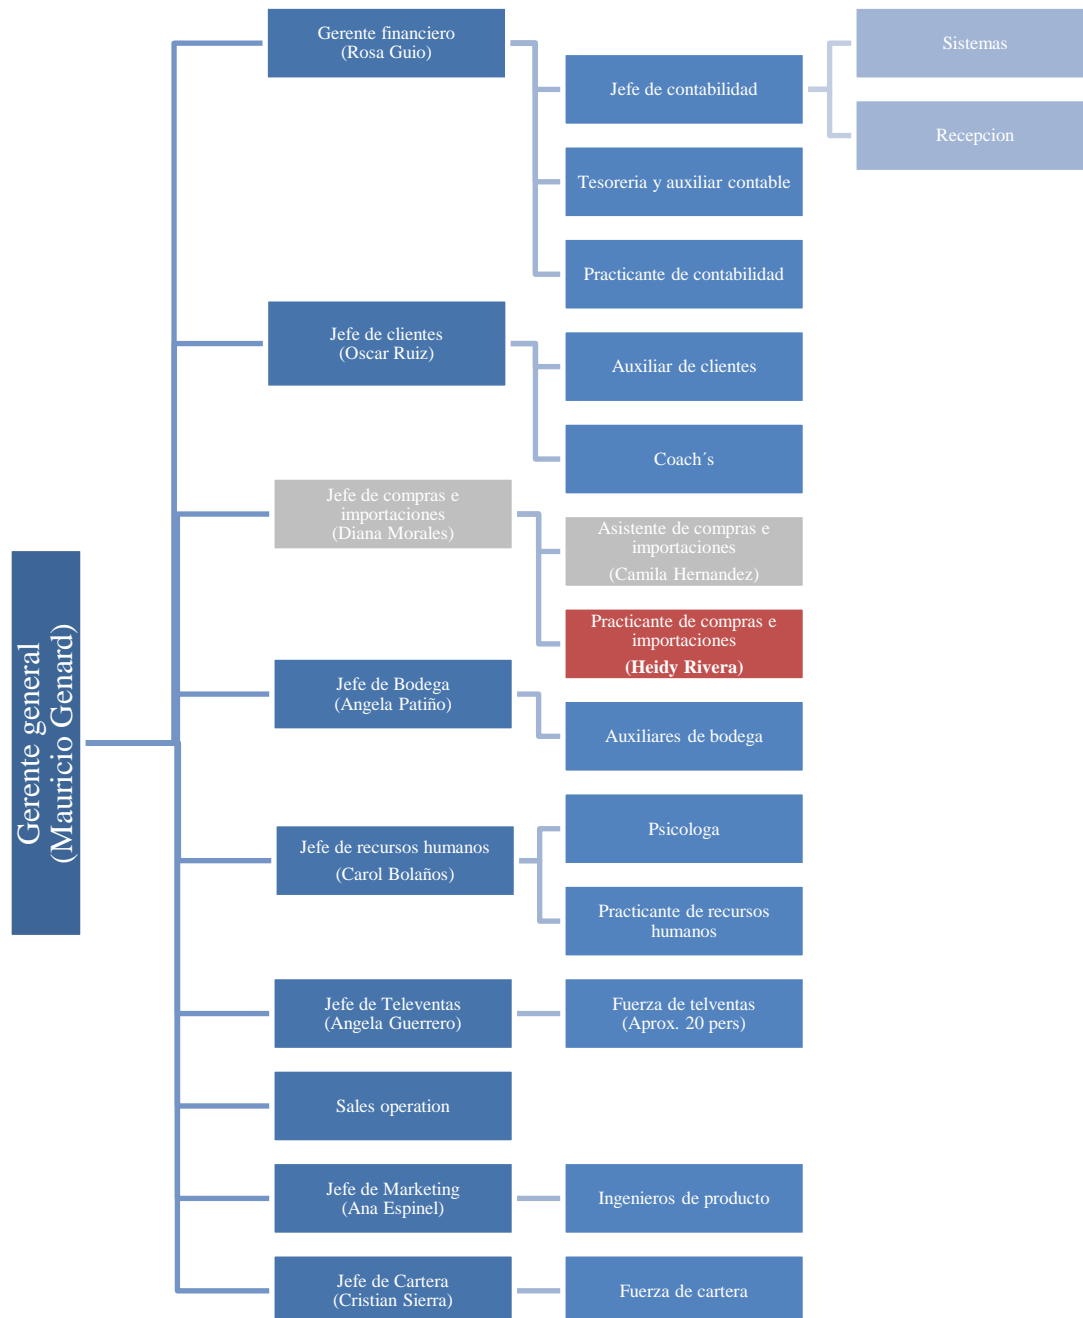 Gerente general
(Mauricio Genard)
Gerente financiero
(Rosa Guio)
Jefe de contabilidad
Sistemas
Recepcion
Tesoreria y auxiliar contable
Practicante de contabilidad
Jefe de clientes
(Oscar Ruiz)
Auxiliar de clientes
Coach´s
Jefe de compras e
importaciones
(Diana Morales)
Asistente de compras e
importaciones
(Camila Hernandez)
Practicante de compras e
importaciones
(Heidy Rivera)
Jefe de Bodega
(Angela Patiño)
Auxiliares de bodega
Jefe de recursos humanos
(Carol Bolaños)
Psicologa
Practicante de recursos
humanos
Jefe de Televentas
(Angela Guerrero)
Fuerza de telventas
(Aprox. 20 pers)
Sales operation
Jefe de Marketing
(Ana Espinel)
Ingenieros de producto
Jefe de Cartera
(Cristian Sierra)
Fuerza de cartera